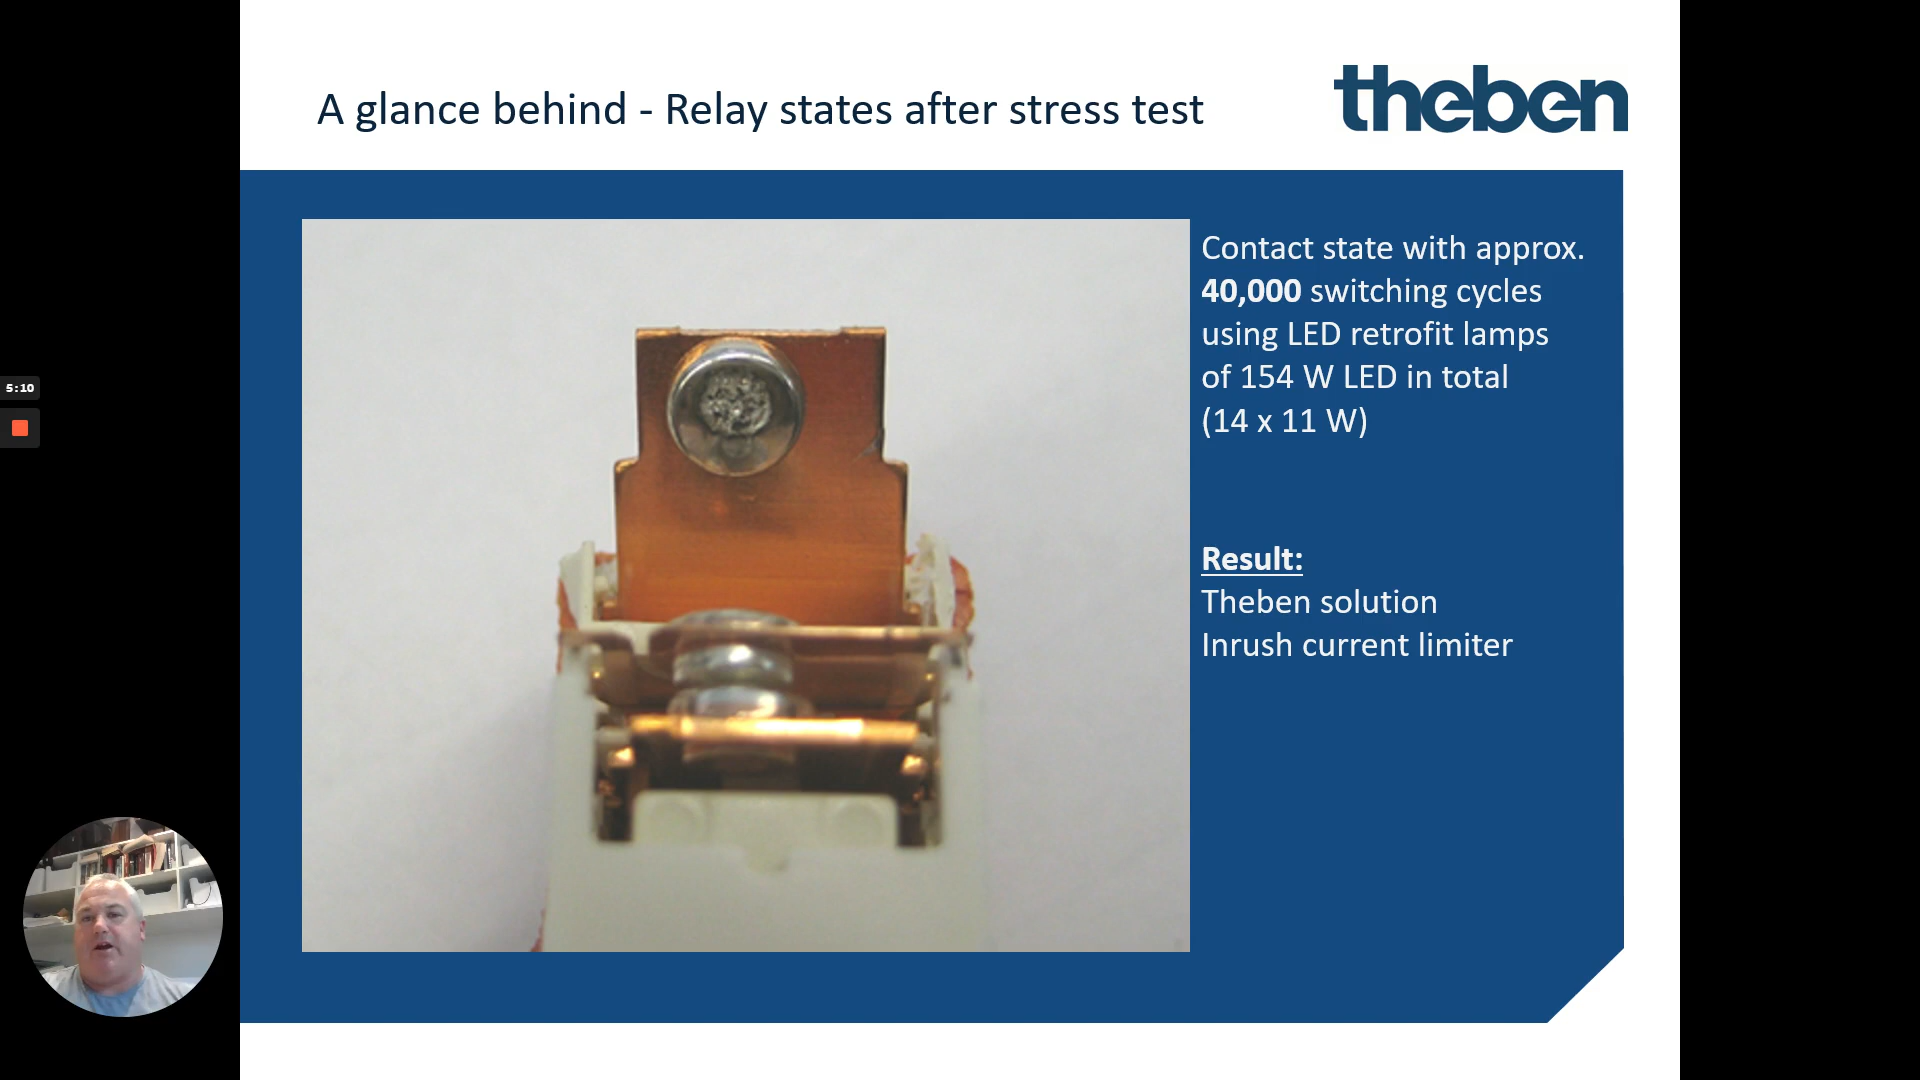 A glance behind - Relay states after stress test
theben
Contact state with approx.
40,000 switching cycles
using LED retrofit lamps
of 154 W LED in total
(14 x 11 W)
Result:
Theben solution
Inrush current limiter
5:10